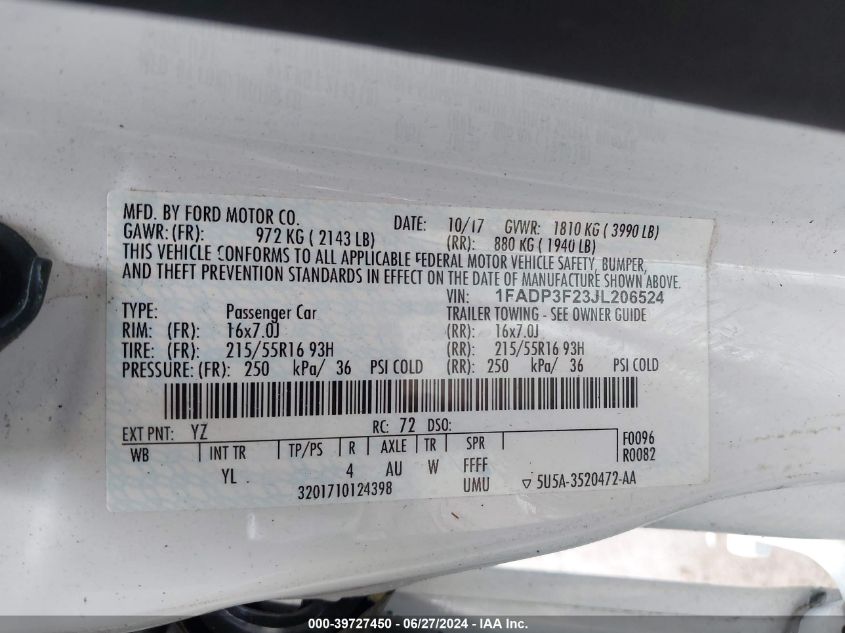 MFD. BY FORD MOTOR CO. DATE: 10/17 GVWR: 1810 KG ( 3990 LB)
GAWR: (FR): 972 KG ( 2143 LB) (RR): 880 KG ( 1940 LB)
THIS VEHICLE CONFORMS TO ALL APPLICABLE FEDERAL MOTOR VEHICLE SAFETY, BUMPER,
AND THEFT PREVENTION STANDARDS IN EFFECT ON THE DATE OF MANUFACTURE SHOWN ABOVE.
VIN: 1FADP3F23JL206524
TYPE: Passenger Car TRAILER TOWING - SEE OWNER GUIDE
RIM: (FR): 16x7.0J (RR): 16x7.0J
TIRE: (FR): 215/55R16 93H (RR): 215/55R16 93H
PRESSURE: (FR): 250 kPa/ 36 PSI COLD (RR): 250 kPa/ 36 PSI COLD
EXT PNT: YZ RC: 72 DSO: F0096
WB INT TR TP/PS R AXLE TR SPR R0082
YL 4 AU W FFFF
3201710124398 UMU ▽ 5U5A-3520472-AA
000-39727450 - 06/27/2024 - IAA Inc.